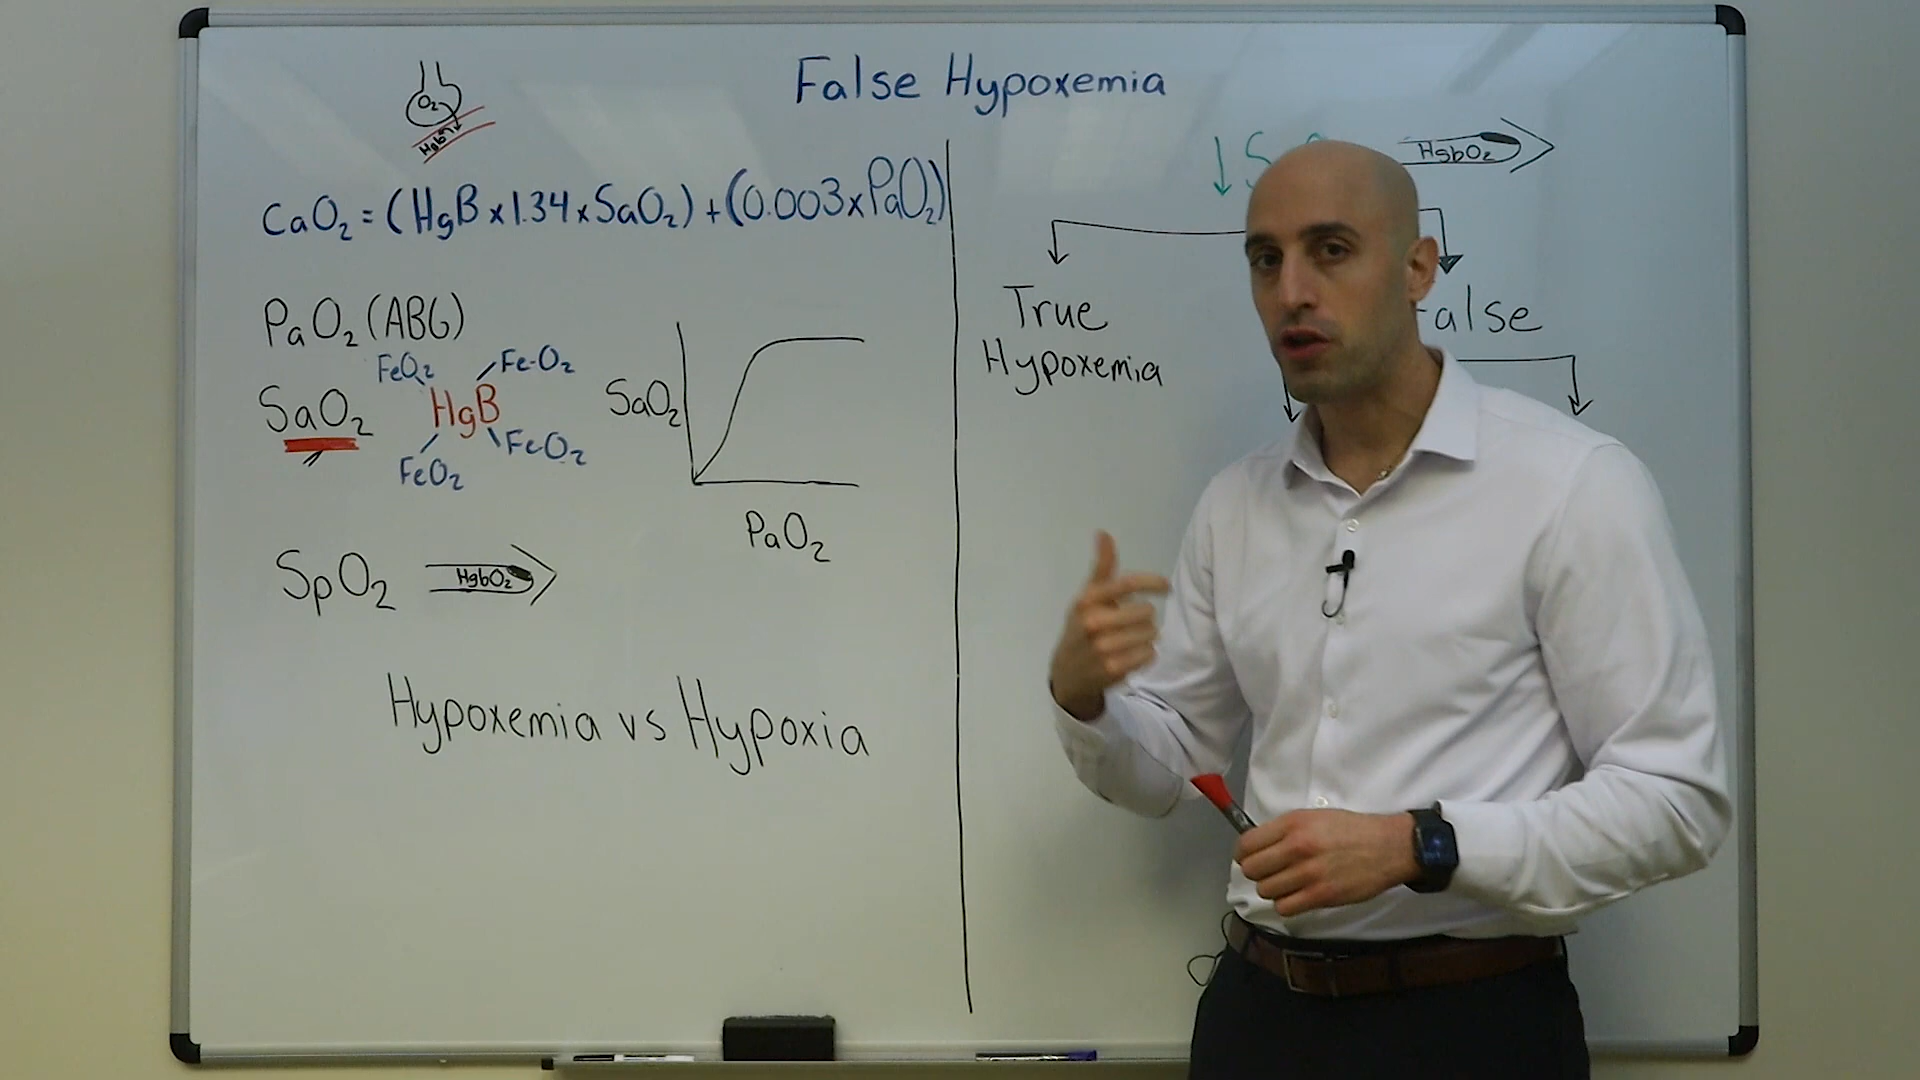 False Hypoxemia
O₂
Hgb
CaO₂ = (HgB x 1.34 x SaO₂) + (0.003 x PaO₂)
PaO₂ (ABG)
FeO₂
Fe-O₂
SaO₂
HgB
FeO₂
FeO₂
SaO₂
PaO₂
SpO₂
HgbO₂
Hypoxemia vs Hypoxia
↓
HgbO₂
True
Hypoxemia